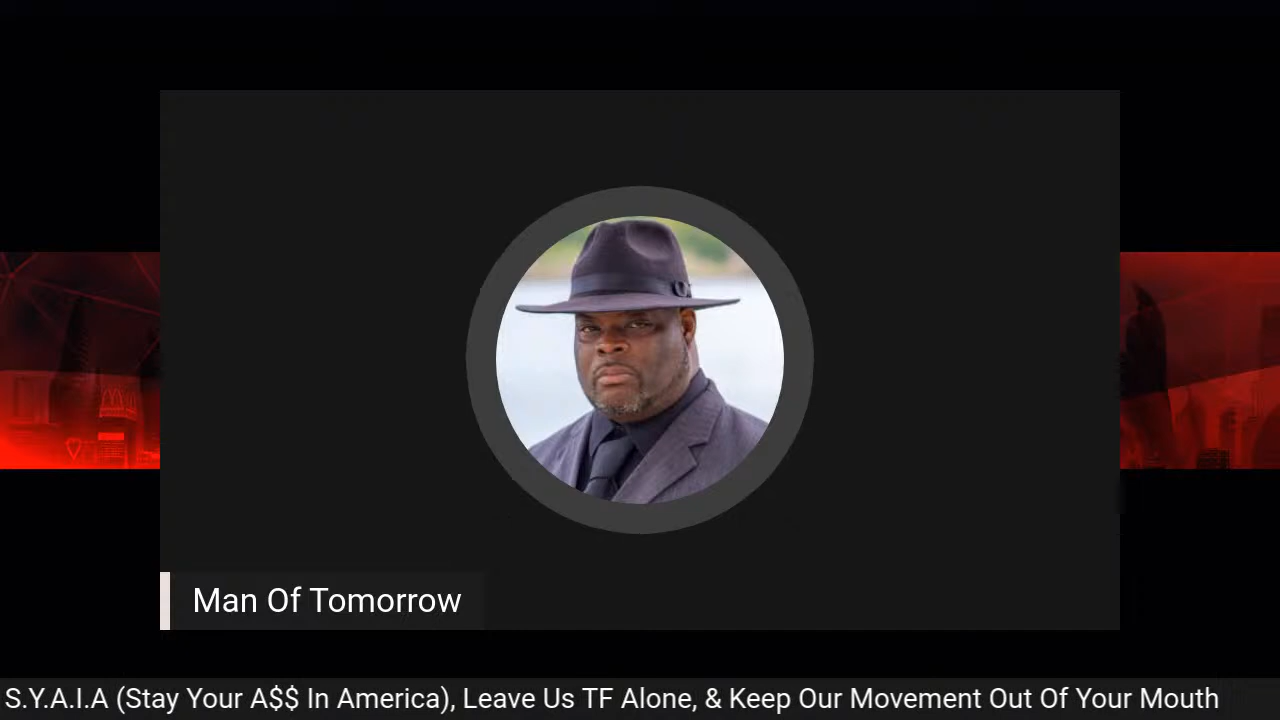 Man Of Tomorrow
S.Y.A.I.A (Stay Your A$$ In America), Leave Us TF Alone, & Keep Our Movement Out Of Your Mouth